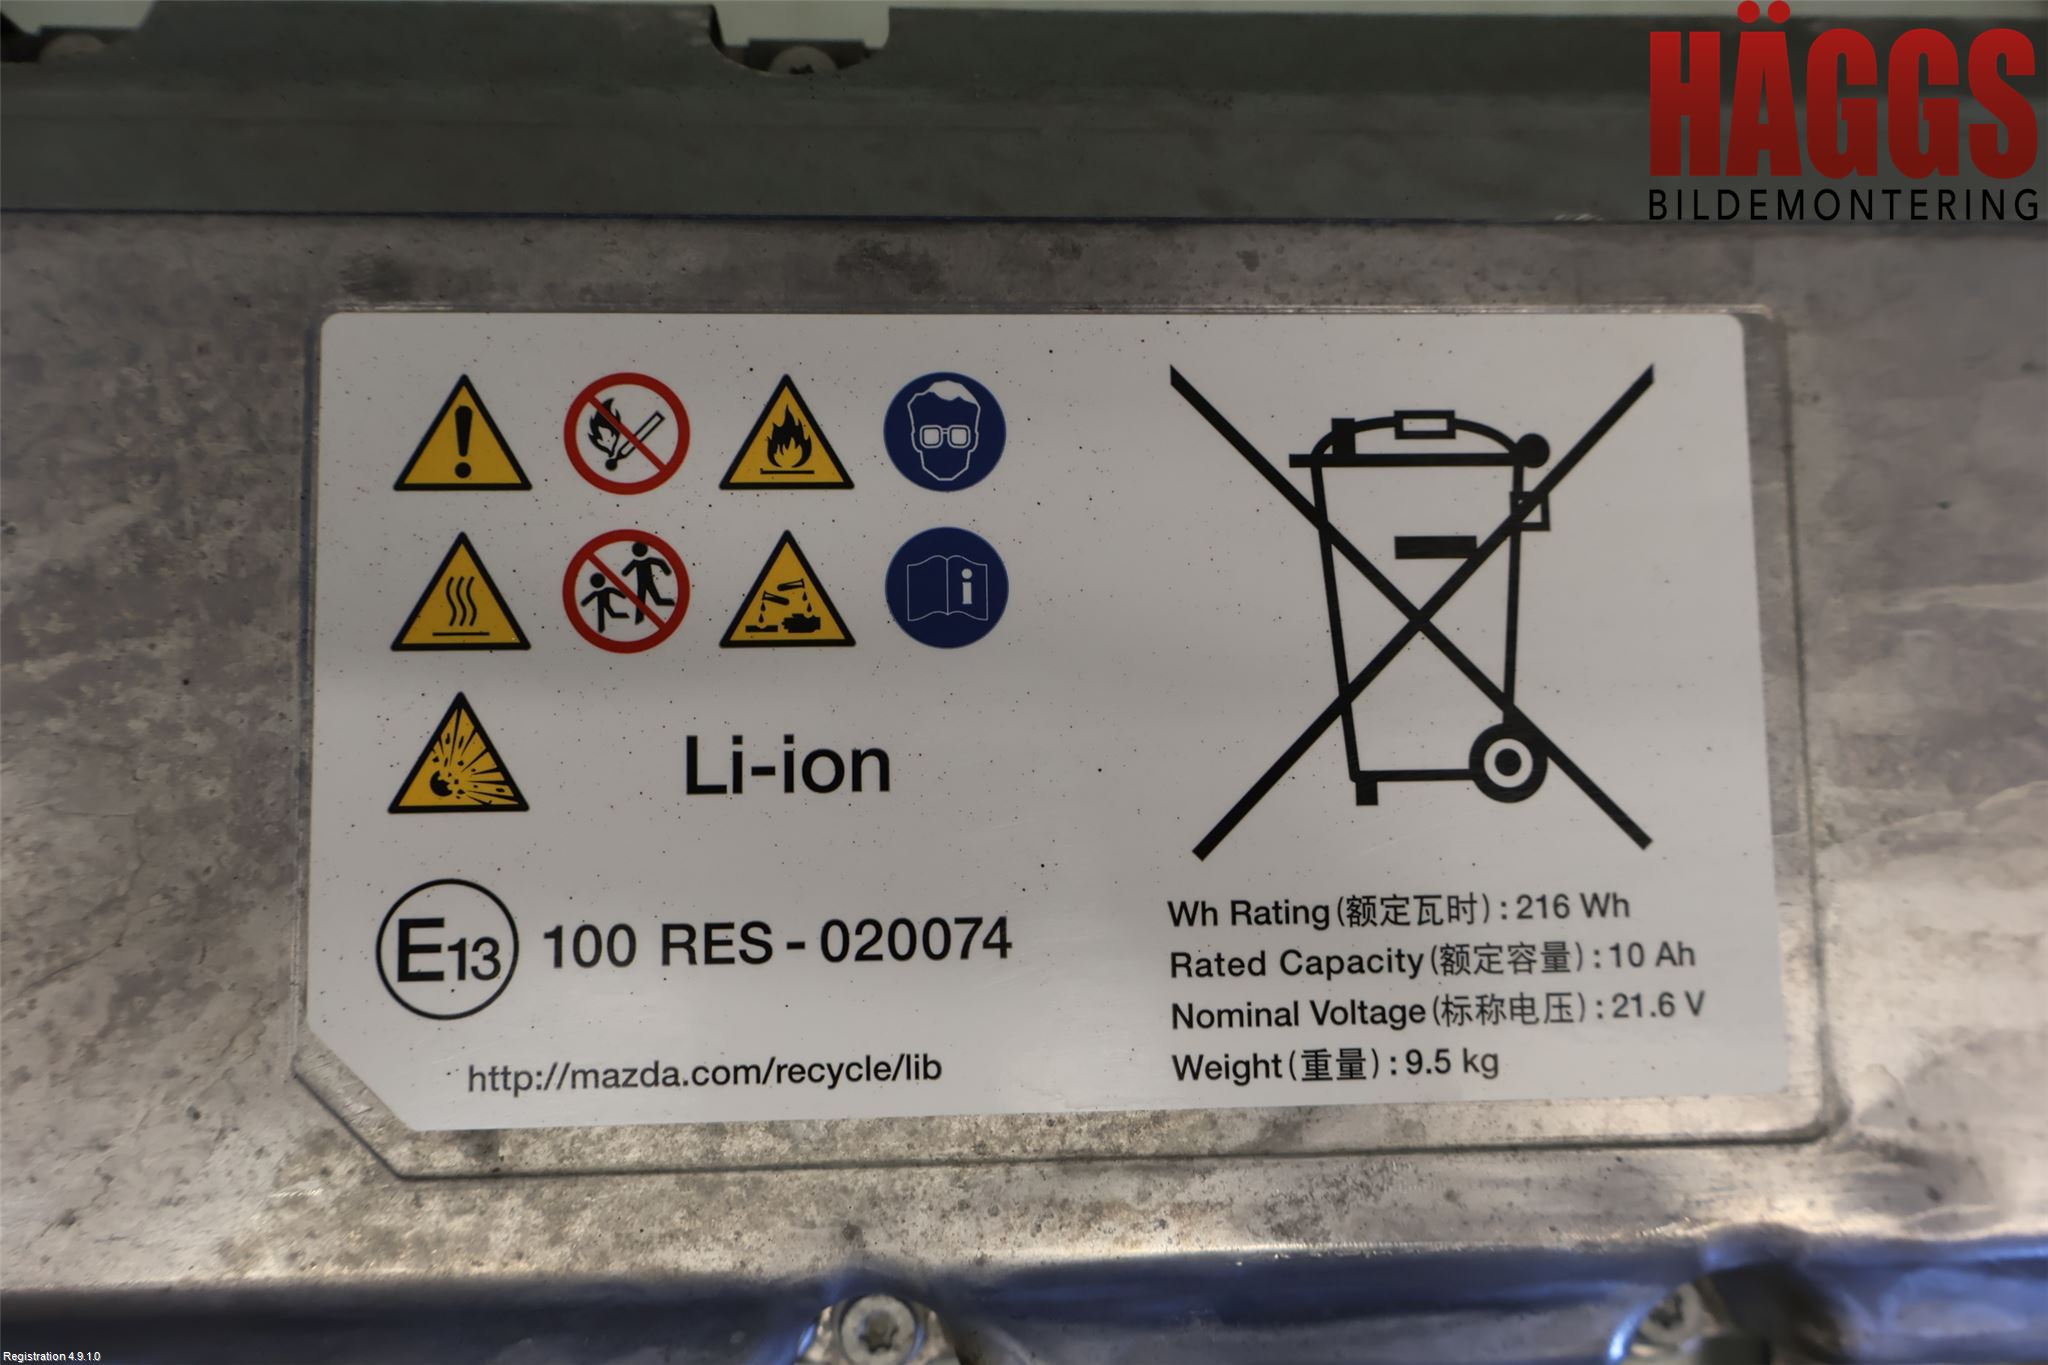 HÄGGS
BILDEMONTERING
Li-ion
E13 100 RES - 020074
http://mazda.com/recycle/lib
Wh Rating(额定瓦时) : 216 Wh
Rated Capacity(额定容量) : 10 Ah
Nominal Voltage(标称电压) : 21.6 V
Weight(重量) : 9.5 kg
Registration 4.9.1.0